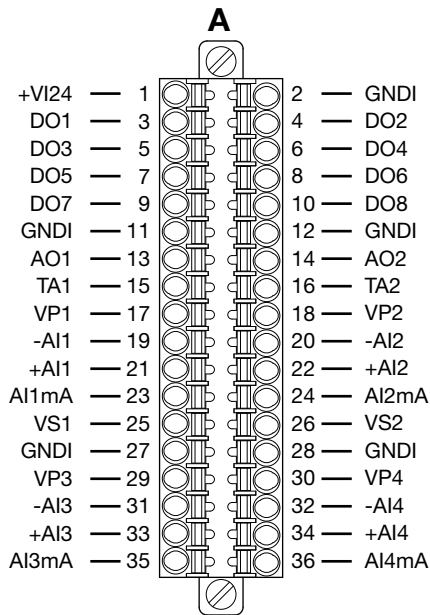 A
+VI24 1 2 GNDI
DO1 3 4 DO2
DO3 5 6 DO4
DO5 7 8 DO6
DO7 9 10 DO8
GNDI 11 12 GNDI
AO1 13 14 AO2
TA1 15 16 TA2
VP1 17 18 VP2
-AI1 19 20 -AI2
+AI1 21 22 +AI2
AI1mA 23 24 AI2mA
VS1 25 26 VS2
GNDI 27 28 GNDI
VP3 29 30 VP4
-AI3 31 32 -AI4
+AI3 33 34 +AI4
AI3mA 35 36 AI4mA